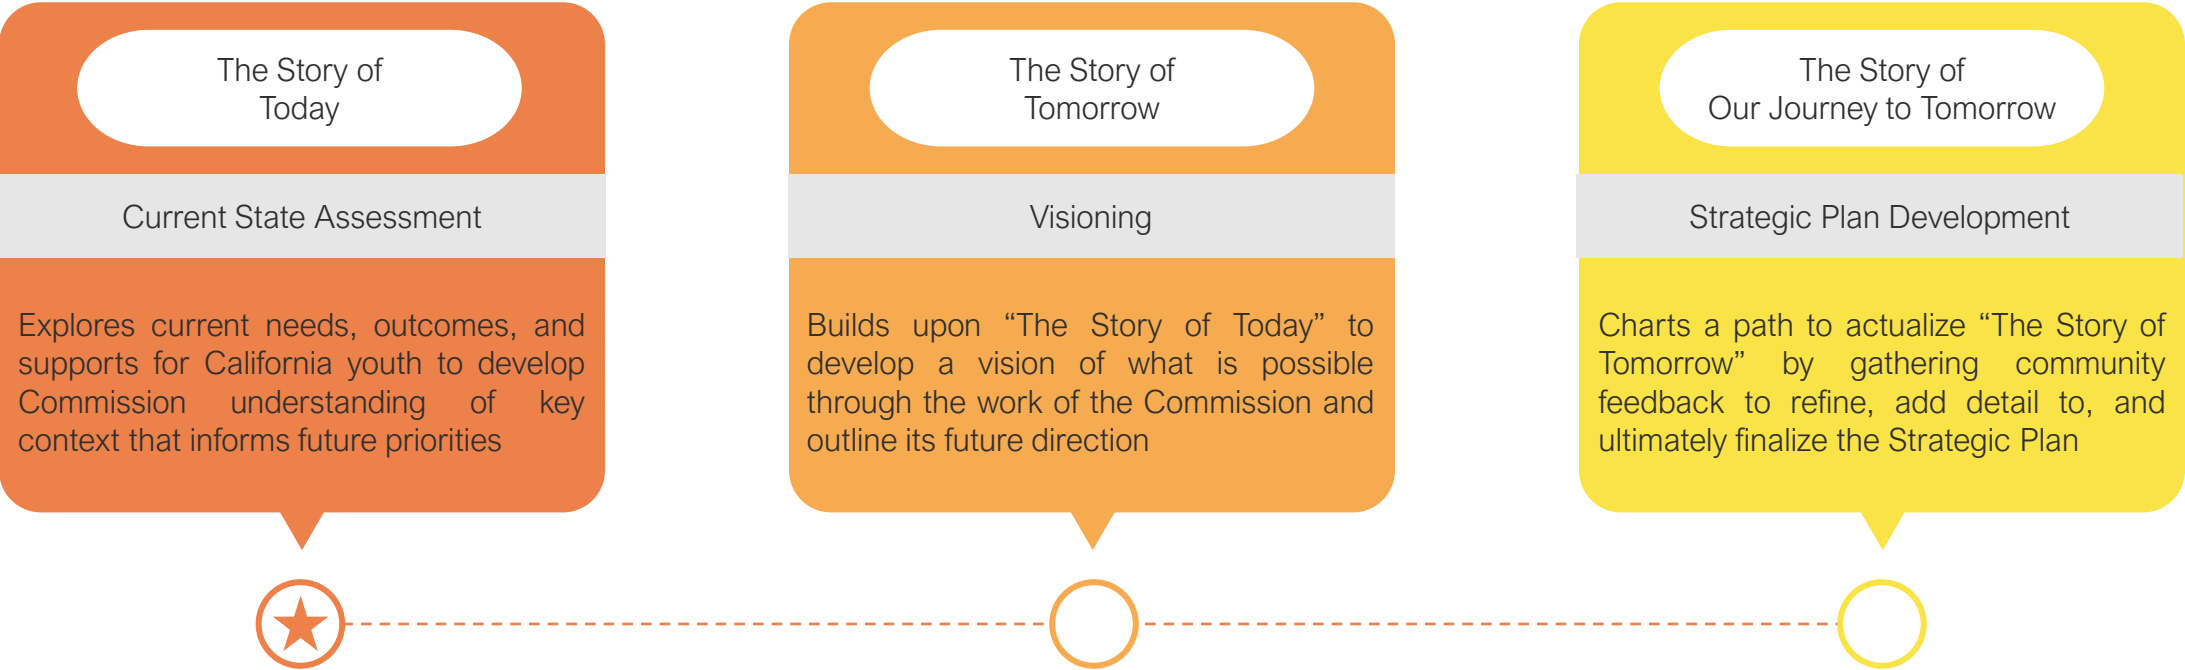 The Story of
Today
Current State Assessment
Explores current needs, outcomes, and
supports for California youth to develop
Commission understanding of key
context that informs future priorities
The Story of
Tomorrow
Visioning
Builds upon “The Story of Today” to
develop a vision of what is possible
through the work of the Commission and
outline its future direction
The Story of
Our Journey to Tomorrow
Strategic Plan Development
Charts a path to actualize “The Story of
Tomorrow” by gathering community
feedback to refine, add detail to, and
ultimately finalize the Strategic Plan